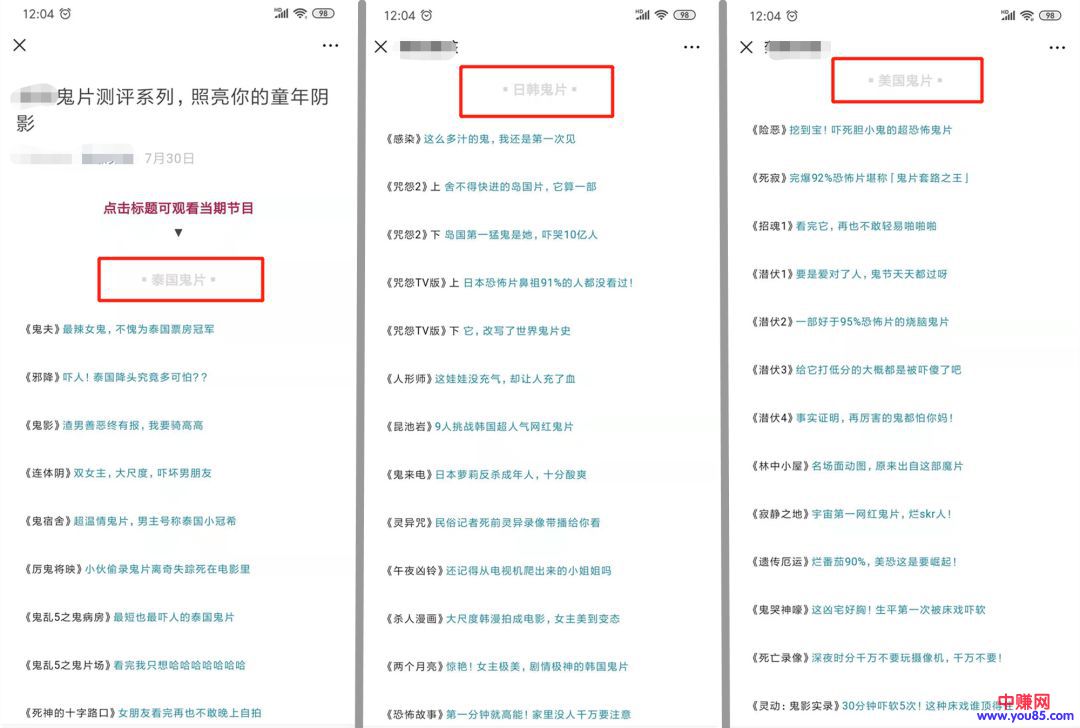 12:04
98
鬼片测评系列，照亮你的童年阴
影
7月30日
点击标题可观看当期节目
▼
▪ 泰国鬼片 ▪
《鬼夫》最辣女鬼，不愧为泰国票房冠军
《邪降》吓人！泰国降头究竟多可怕？？
《鬼影》渣男善恶终有报，我要骑高高
《连体阴》双女主，大尺度，吓坏男朋友
《鬼宿舍》超温情鬼片，男主号称泰国小冠希
《厉鬼将映》小伙偷录鬼片离奇失踪死在电影里
《鬼乱5之鬼病房》最短也最吓人的泰国鬼片
《鬼乱5之鬼片场》看完我只想哈哈哈哈哈哈哈
《死神的十字路口》女朋友看完再也不敢晚上自拍
12:04
98
▪ 日韩鬼片 ▪
《感染》这么多汁的鬼，我还是第一次见
《咒怨2》上 舍不得快进的岛国片，它算一部
《咒怨2》下 岛国第一猛鬼是她，吓哭10亿人
《咒怨TV版》上 日本恐怖片鼻祖91%的人都没看过！
《咒怨TV版》下 它，改写了世界鬼片史
《人形师》这娃娃没充气，却让人充了血
《昆池岩》9人挑战韩国超人气网红鬼片
《鬼来电》日本萝莉反杀成年人，十分酸爽
《灵异咒》民俗记者死前灵异录像带播给你看
《午夜凶铃》还记得从电视机爬出来的小姐姐吗
《杀人漫画》大尺度韩漫拍成电影，女主美到变态
《两个月亮》惊艳！女主极美，剧情极神的韩国鬼片
《恐怖故事》第一分钟就高能！家里没人千万要注意
12:04
98
▪ 美国鬼片 ▪
《险恶》挖到宝！吓死胆小鬼的超恐怖鬼片
《死寂》完爆92%恐怖片堪称「鬼片套路之王」
《招魂1》看完它，再也不敢轻易啪啪啪
《潜伏1》要是爱对了人，鬼节天天都过呀
《潜伏2》一部好于95%恐怖片的烧脑鬼片
《潜伏3》给它打低分的大概都是被吓傻了吧
《潜伏4》事实证明，再厉害的鬼都怕你妈！
《林中小屋》名场面动图，原来出自这部魔片
《寂静之地》宇宙第一网红鬼片，烂skr人！
《遗传厄运》烂番茄90%，美恐这是要崛起！
《鬼哭神嚎》这凶宅好胸！生平第一次被床戏吓软
《死亡录像》深夜时分千万不要玩摄像机，千万不要！
《灵动：鬼影实录》30分钟吓软5次！这种床戏谁顶得住
中赚网
www.you85.com